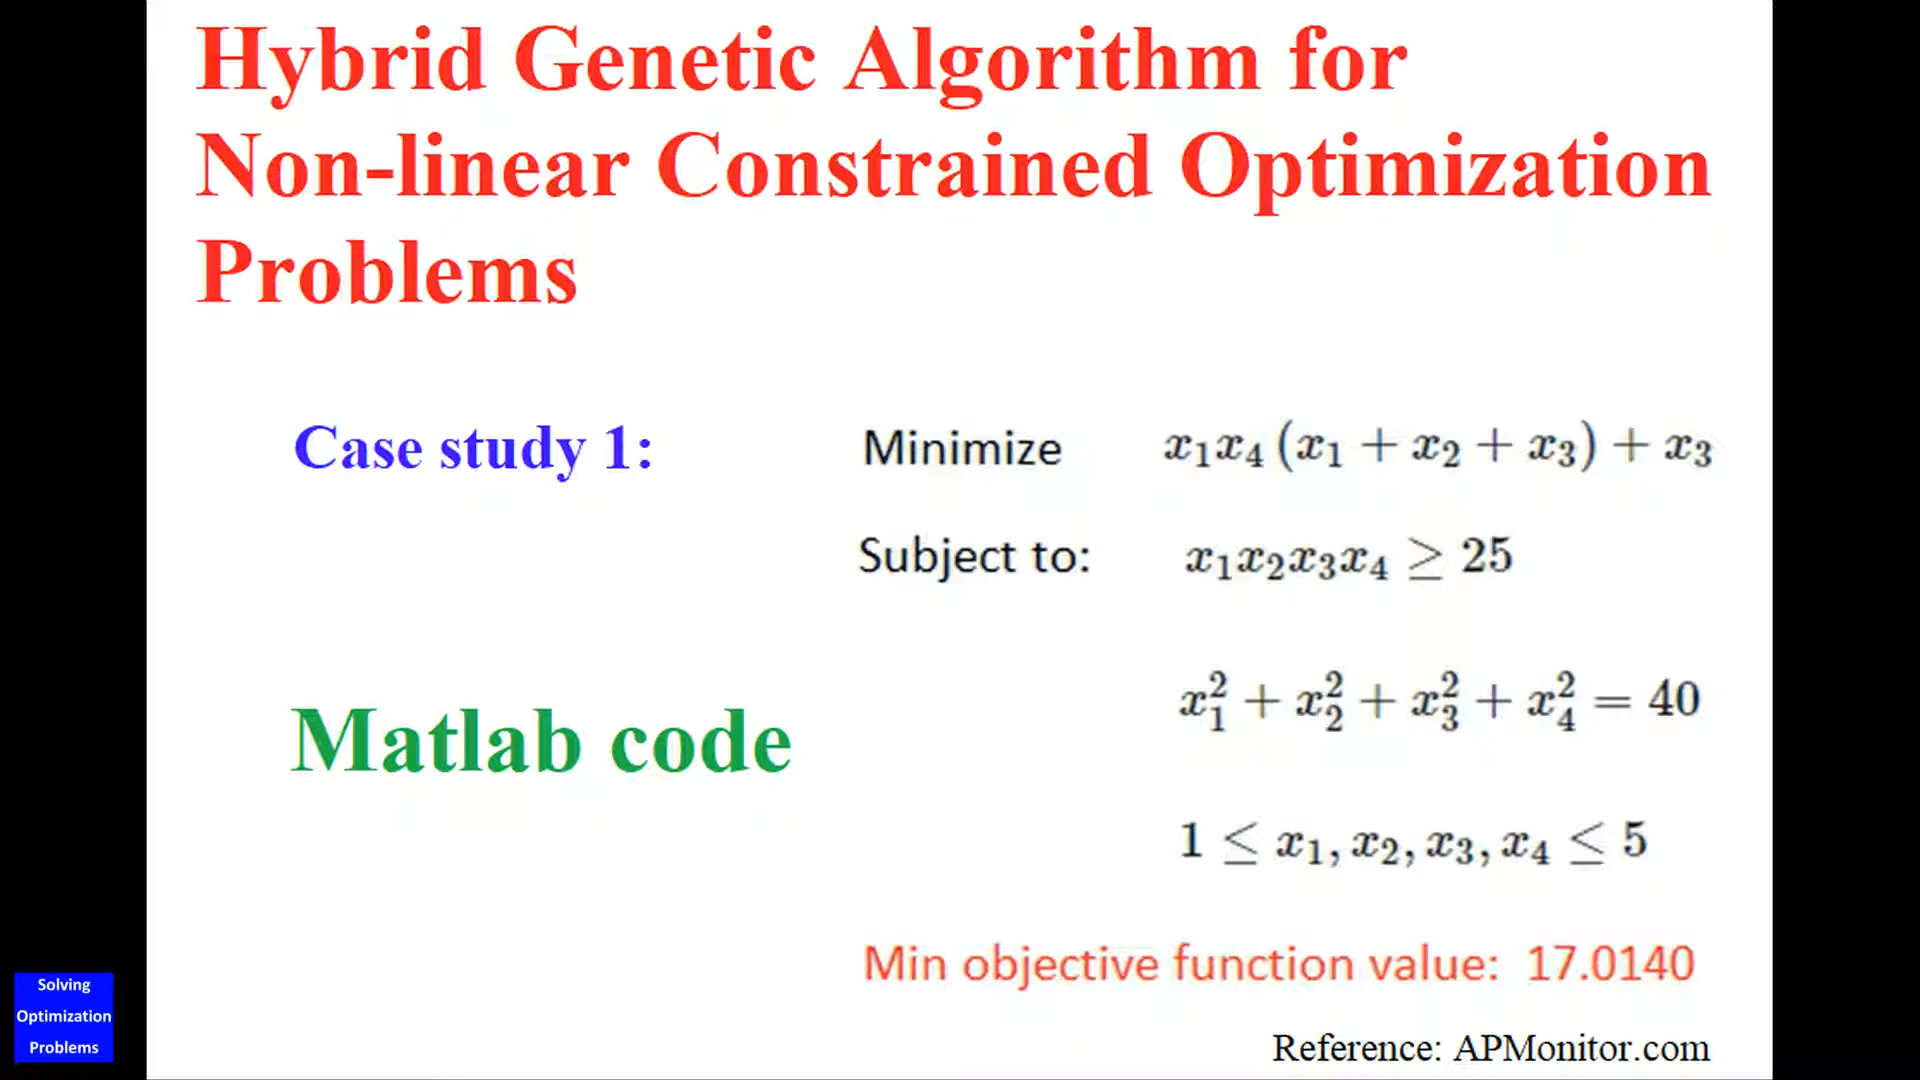 Hybrid Genetic Algorithm for
Non-linear Constrained Optimization
Problems
Case study 1:
Minimize x₁x₄(x₁ + x₂ + x₃) + x₃
Subject to: x₁x₂x₃x₄ ≥ 25
x₁² + x₂² + x₃² + x₄² = 40
Matlab code
1 ≤ x₁, x₂, x₃, x₄ ≤ 5
Min objective function value: 17.0140
Reference: APMonitor.com
Solving
Optimization
Problems